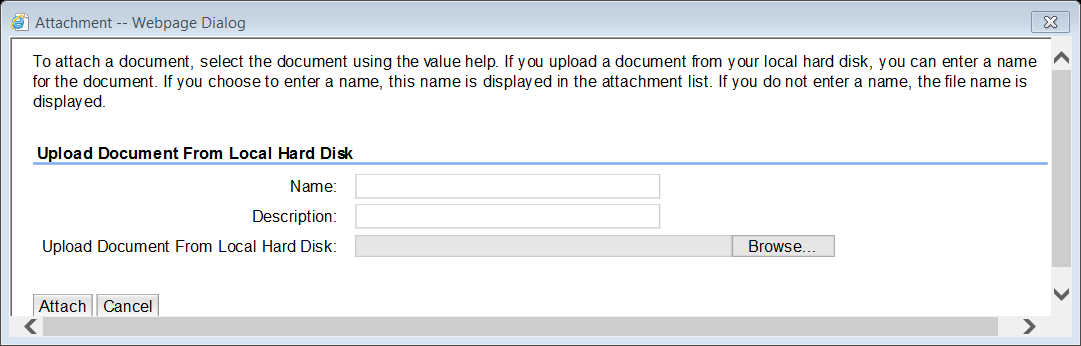 Attachment -- Webpage Dialog
To attach a document, select the document using the value help. If you upload a document from your local hard disk, you can enter a name
for the document. If you choose to enter a name, this name is displayed in the attachment list. If you do not enter a name, the file name is
displayed.
Upload Document From Local Hard Disk
Name:
Description:
Upload Document From Local Hard Disk: Browse...
Attach Cancel